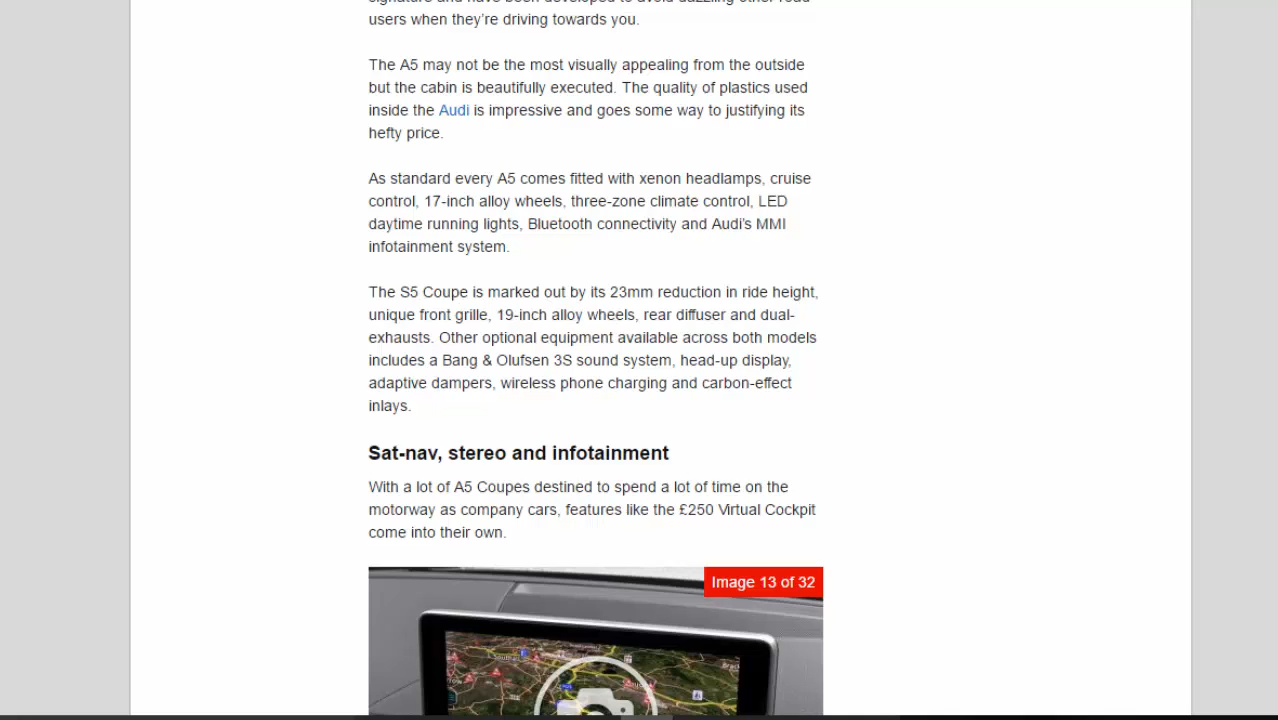 users when they're driving towards you.
The A5 may not be the most visually appealing from the outside
but the cabin is beautifully executed. The quality of plastics used
inside the Audi is impressive and goes some way to justifying its
hefty price.
As standard every A5 comes fitted with xenon headlamps, cruise
control, 17-inch alloy wheels, three-zone climate control, LED
daytime running lights, Bluetooth connectivity and Audi's MMI
infotainment system.
The S5 Coupe is marked out by its 23mm reduction in ride height,
unique front grille, 19-inch alloy wheels, rear diffuser and dual-
exhausts. Other optional equipment available across both models
includes a Bang & Olufsen 3S sound system, head-up display,
adaptive dampers, wireless phone charging and carbon-effect
inlays.
Sat-nav, stereo and infotainment
With a lot of A5 Coupes destined to spend a lot of time on the
motorway as company cars, features like the £250 Virtual Cockpit
come into their own.
Image 13 of 32